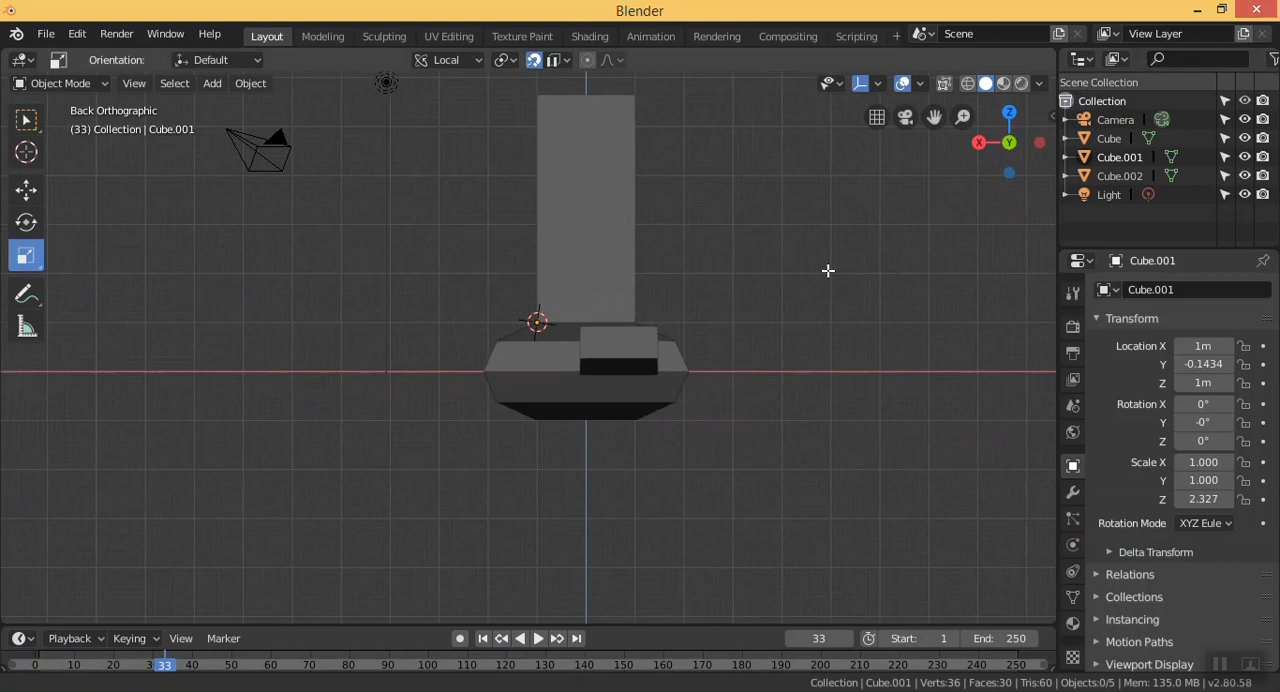 Blender
File Edit Render Window Help Layout Modeling Sculpting UV Editing Texture Paint Shading Animation Rendering Compositing Scripting + Scene View Layer
Orientation: Default Local
Object Mode View Select Add Object
Back Orthographic
(33) Collection | Cube.001
Z
X
Y
Scene Collection
Collection
Camera
Cube
Cube.001
Cube.002
Light
Cube.001
Cube.001
Transform
Location X 1m
Y -0.1434
Z 1m
Rotation X 0°
Y -0°
Z 0°
Scale X 1.000
Y 1.000
Z 2.327
Rotation Mode XYZ Eule
Delta Transform
Relations
Collections
Instancing
Motion Paths
Viewport Display
Playback Keying View Marker 33 Start: 1 End: 250
0 10 20 3 33 40 50 60 70 80 90 100 110 120 130 140 150 160 170 180 190 200 210 220 230 240 250
Collection | Cube.001 | Verts:36 | Faces:30 | Tris:60 | Objects:0/5 | Mem: 135.0 MB | v2.80.58